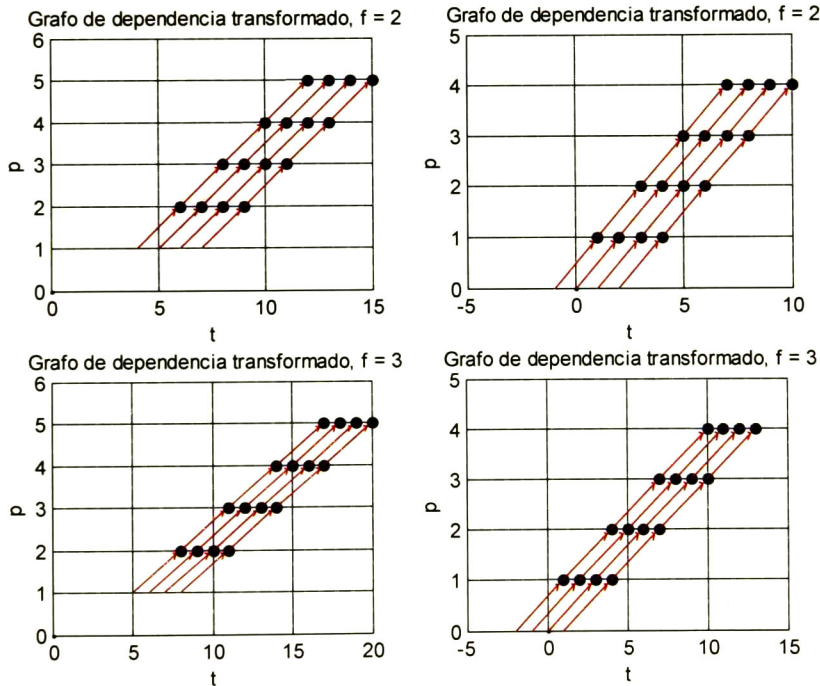 Grafo de dependencia transformado, f = 2
6
5
4
3
2
1
0
p
0 5 10 15
t
Grafo de dependencia transformado, f = 2
5
4
3
2
1
0
p
-5 0 5 10
t
Grafo de dependencia transformado, f = 3
6
5
4
3
2
1
0
p
0 5 10 15 20
t
Grafo de dependencia transformado, f = 3
5
4
3
2
1
0
p
-5 0 5 10 15
t